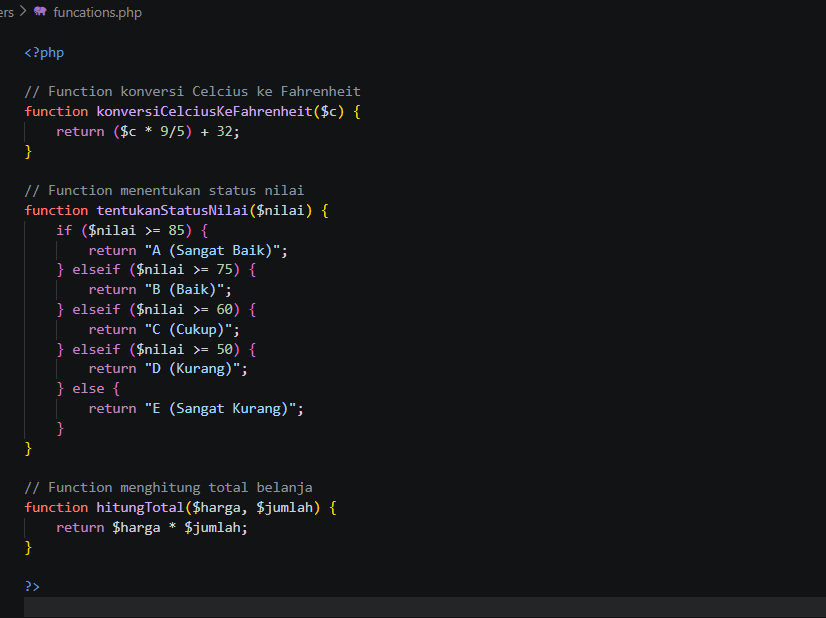 ers > funcations.php
<?php
// Function konversi Celcius ke Fahrenheit
function konversiCelciusKeFahrenheit($c) {
    return ($c * 9/5) + 32;
}
// Function menentukan status nilai
function tentukanStatusNilai($nilai) {
    if ($nilai >= 85) {
        return "A (Sangat Baik)";
    } elseif ($nilai >= 75) {
        return "B (Baik)";
    } elseif ($nilai >= 60) {
        return "C (Cukup)";
    } elseif ($nilai >= 50) {
        return "D (Kurang)";
    } else {
        return "E (Sangat Kurang)";
    }
}
// Function menghitung total belanja
function hitungTotal($harga, $jumlah) {
    return $harga * $jumlah;
}
?>